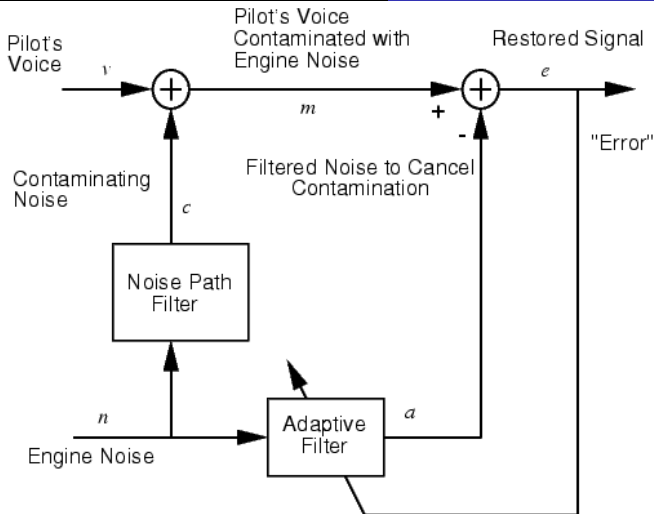 Pilot's
Voice
v
Pilot's Voice
Contaminated with
Engine Noise
m
Restored Signal
e
+
+
+
-
"Error"
Contaminating
Noise
c
Filtered Noise to Cancel
Contamination
Noise Path
Filter
n
Engine Noise
Adaptive
Filter
a